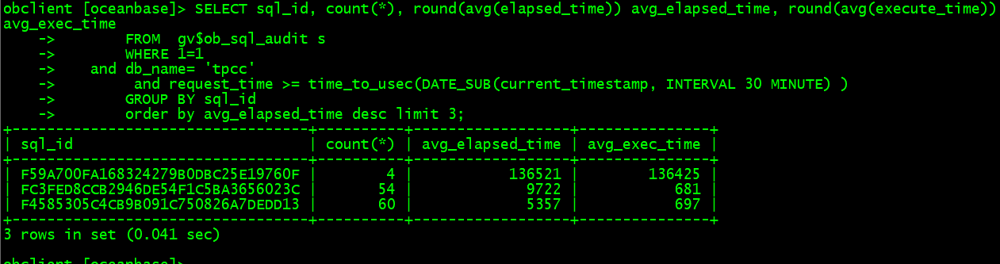 obclient [oceanbase]> SELECT sql_id, count(*), round(avg(elapsed_time)) avg_elapsed_time, round(avg(execute_time))
avg_exec_time
    ->        FROM  gv$ob_sql_audit s
    ->        WHERE 1=1
    ->    and db_name= 'tpcc'
    ->         and request_time >= time_to_usec(DATE_SUB(current_timestamp, INTERVAL 30 MINUTE) )
    ->        GROUP BY sql_id
    ->        order by avg_elapsed_time desc limit 3;
+----------------------------------+----------+------------------+---------------+
| sql_id                           | count(*) | avg_elapsed_time | avg_exec_time |
+----------------------------------+----------+------------------+---------------+
| F59A700FA168324279B0DBC25E19760F |        4 |           136521 |        136425 |
| FC3FED8CCB2946DE54F1C5BA3656023C |       54 |             9722 |           681 |
| F4585305C4CB9B091C750826A7DEDD13 |       60 |             5357 |           697 |
+----------------------------------+----------+------------------+---------------+
3 rows in set (0.041 sec)
obclient [oceanbase]>